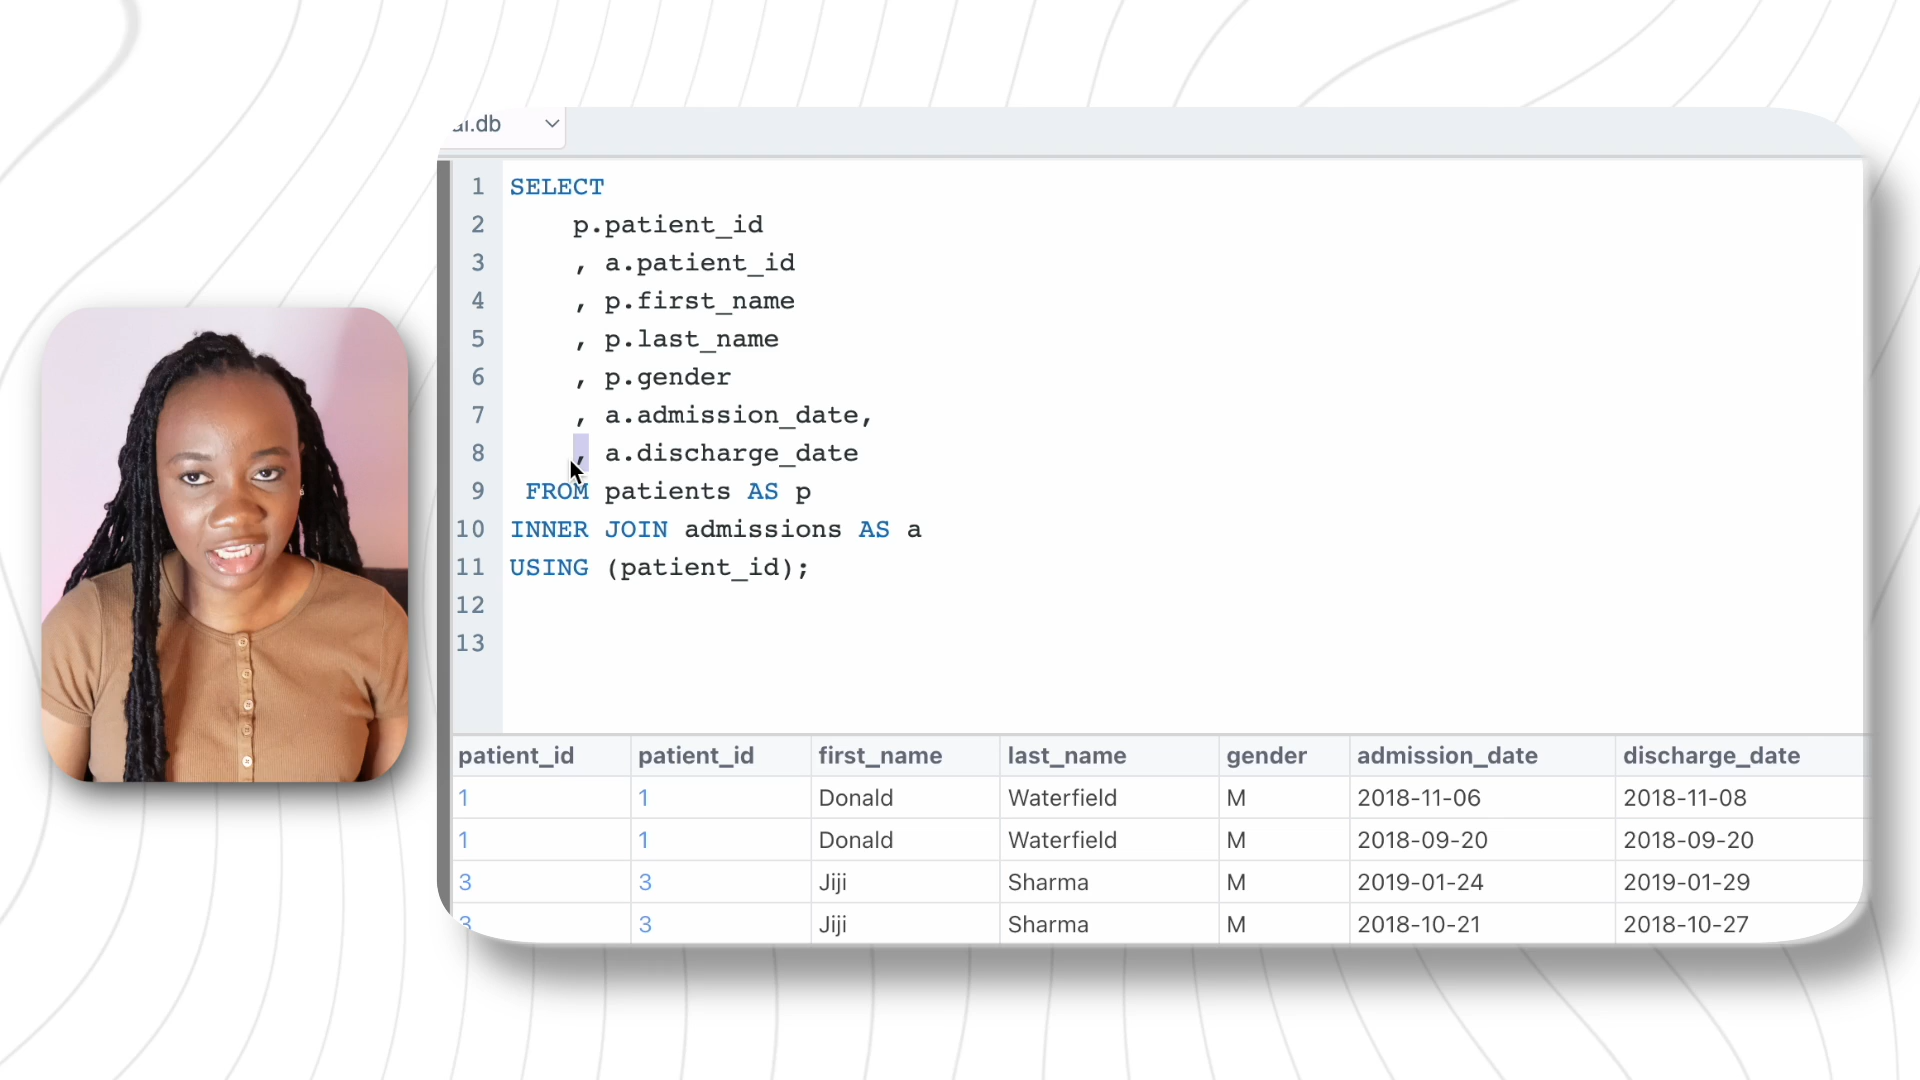 al.db
1 SELECT
2 p.patient_id
3 , a.patient_id
4 , p.first_name
5 , p.last_name
6 , p.gender
7 , a.admission_date,
8 , a.discharge_date
9 FROM patients AS p
10 INNER JOIN admissions AS a
11 USING (patient_id);
12
13
patient_id patient_id first_name last_name gender admission_date discharge_date
1 1 Donald Waterfield M 2018-11-06 2018-11-08
1 1 Donald Waterfield M 2018-09-20 2018-09-20
3 3 Jiji Sharma M 2019-01-24 2019-01-29
3 3 Jiji Sharma M 2018-10-21 2018-10-27